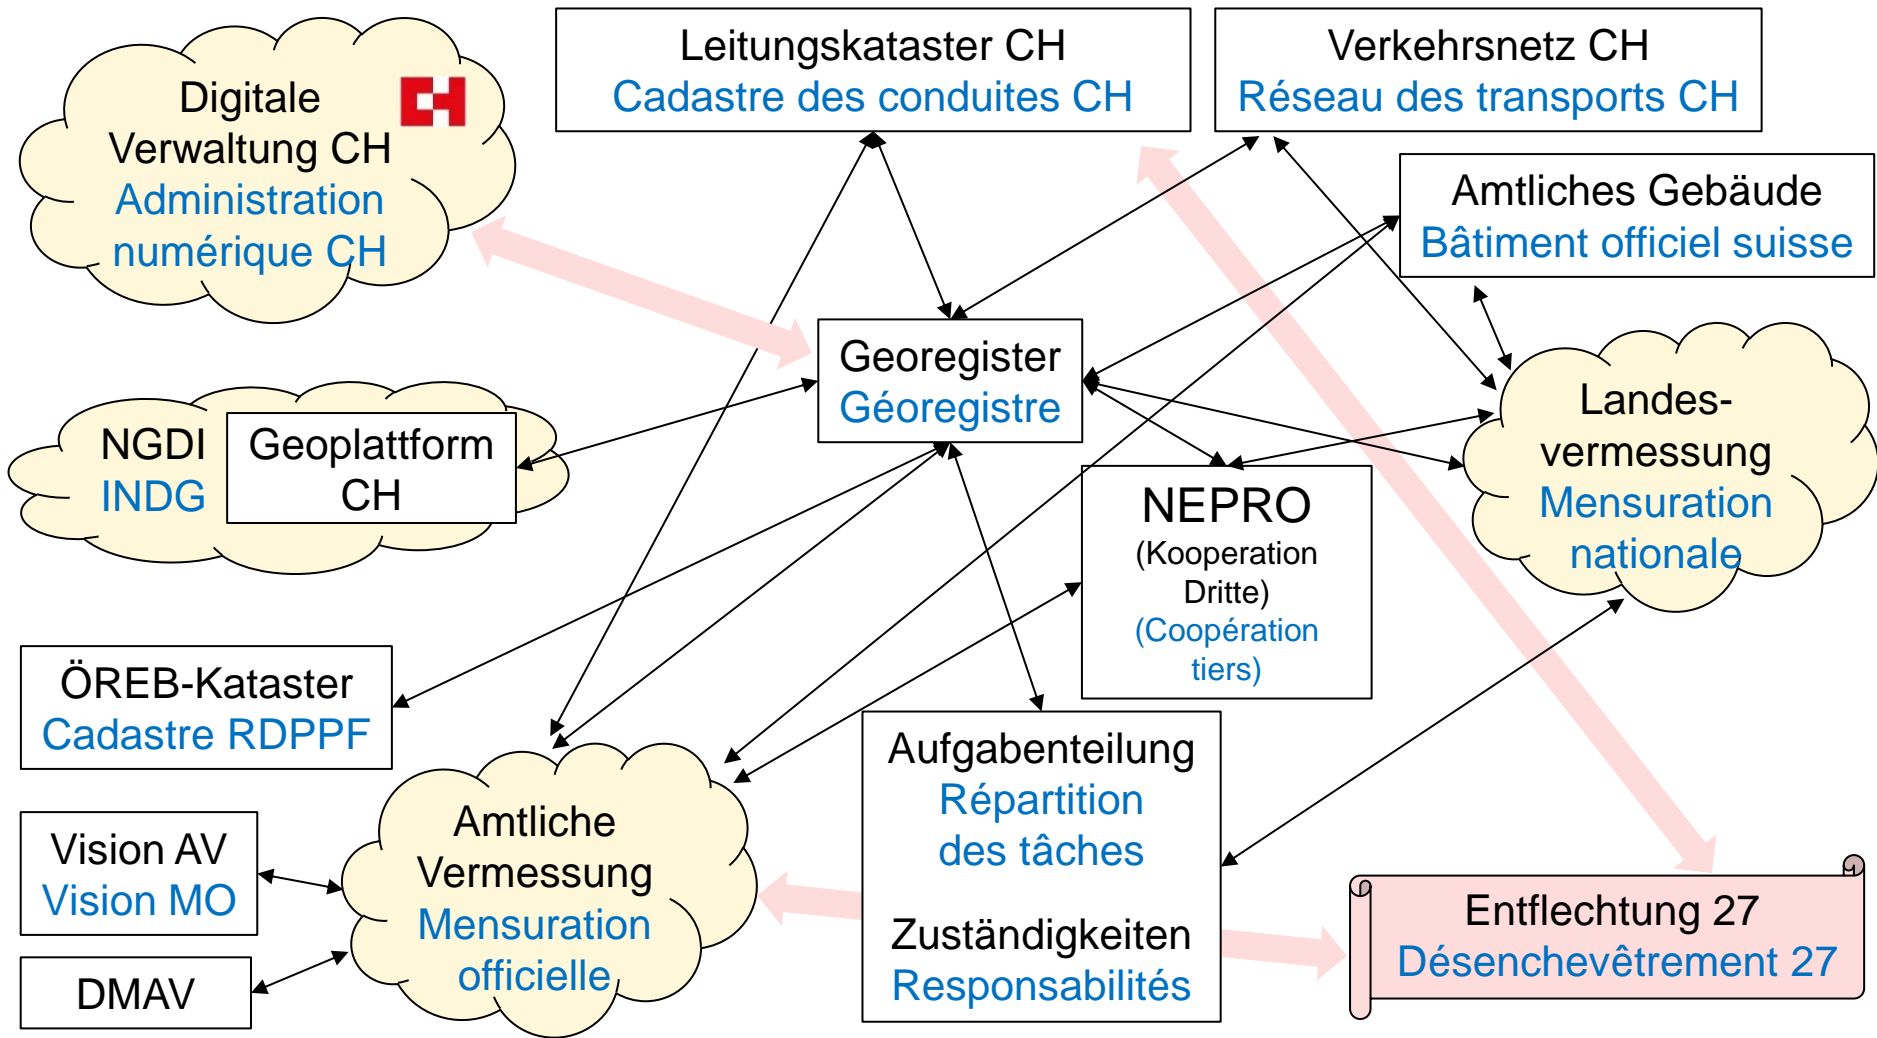 Digitale
Verwaltung CH
Administration
numérique CH
Leitungskataster CH
Cadastre des conduites CH
Verkehrsnetz CH
Réseau des transports CH
Amtliches Gebäude
Bâtiment officiel suisse
Georegister
Géoregistre
NGDI
INDG
Geoplattform
CH
Landes-
vermessung
Mensuration
nationale
NEPRO
(Kooperation
Dritte)
(Coopération
tiers)
ÖREB-Kataster
Cadastre RDPPF
Aufgabenteilung
Répartition
des tâches
Zuständigkeiten
Responsabilités
Vision AV
Vision MO
Amtliche
Vermessung
Mensuration
officielle
DMAV
Entflechtung 27
Désenchevêtrement 27